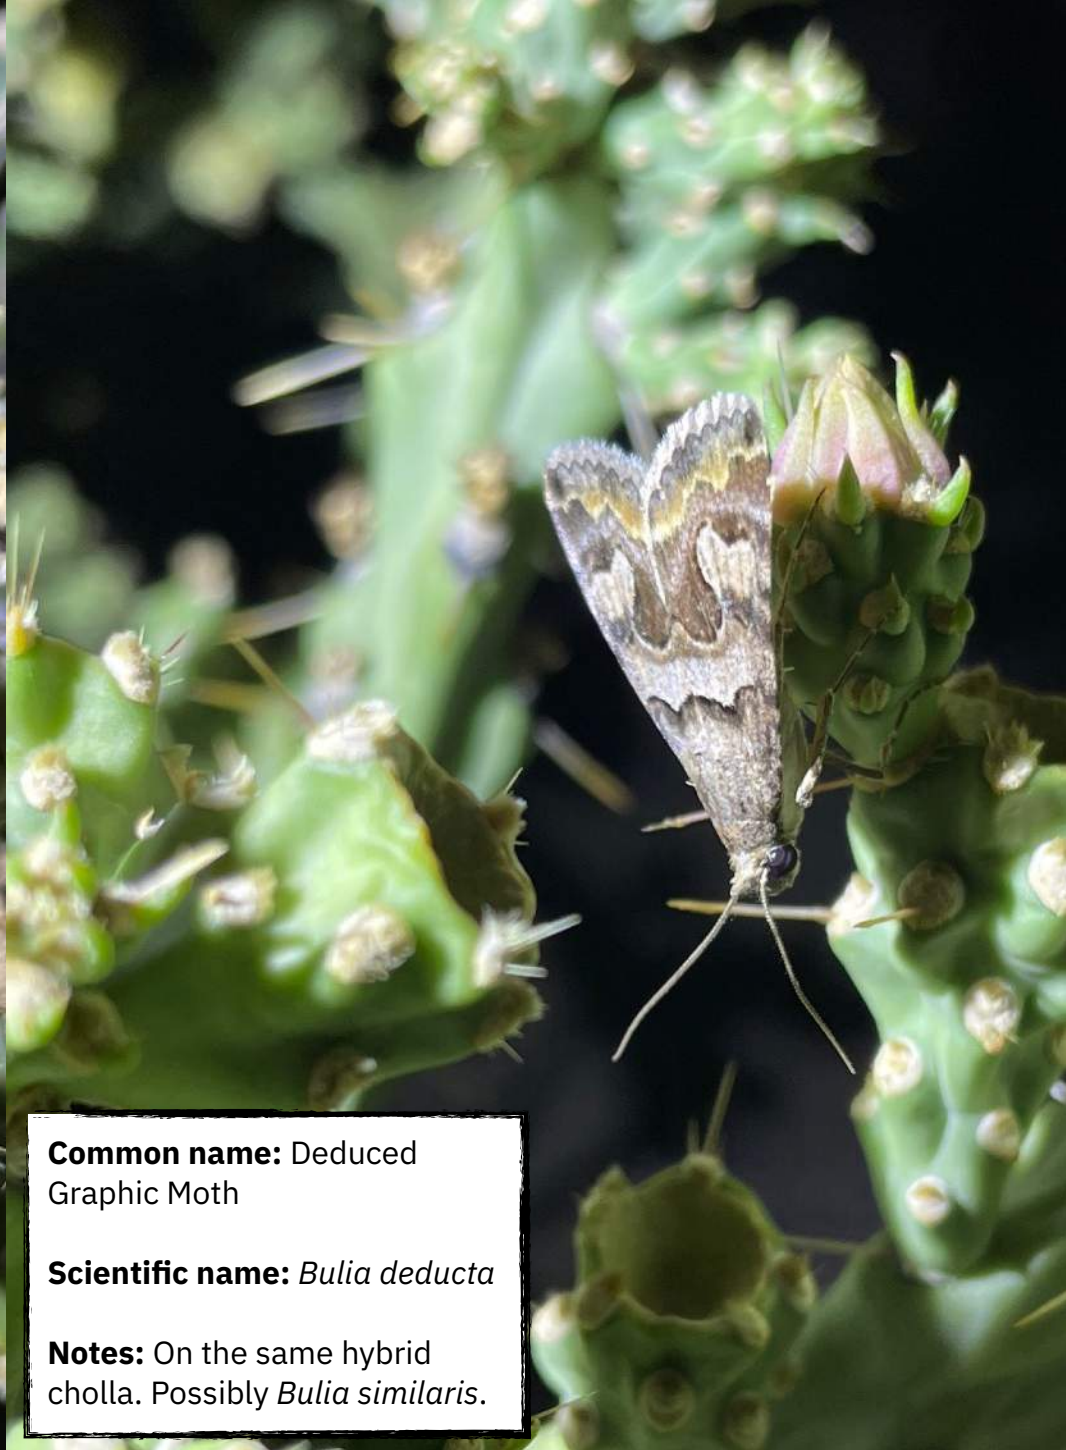 Common name: Deduced
Graphic Moth
Scientific name: Bulia deducta
Notes: On the same hybrid
cholla. Possibly Bulia similaris.